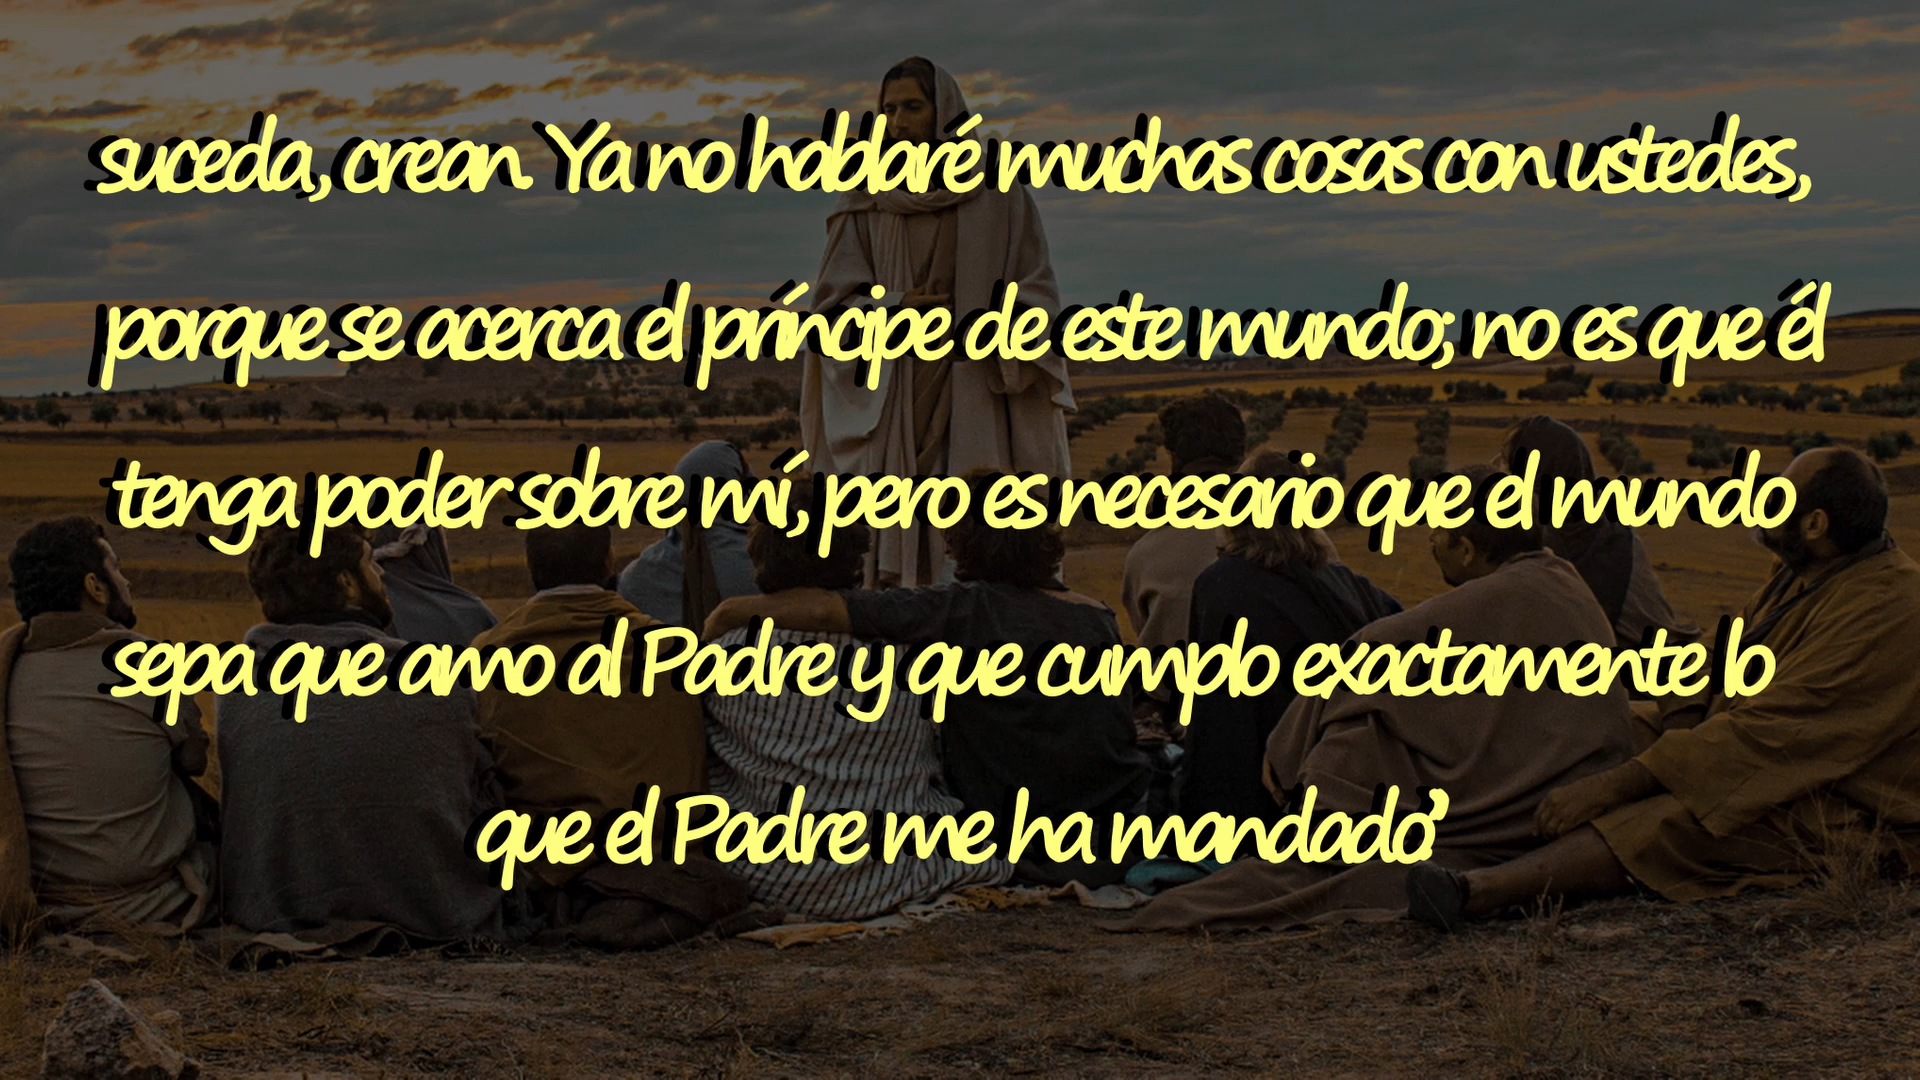 suceda, crean. Ya no hablaré muchas cosas con ustedes,
porque se acerca el príncipe de este mundo; no es que él
tenga poder sobre mí, pero es necesario que el mundo
sepa que amo al Padre y que cumplo exactamente lo
que el Padre me ha mandado.”